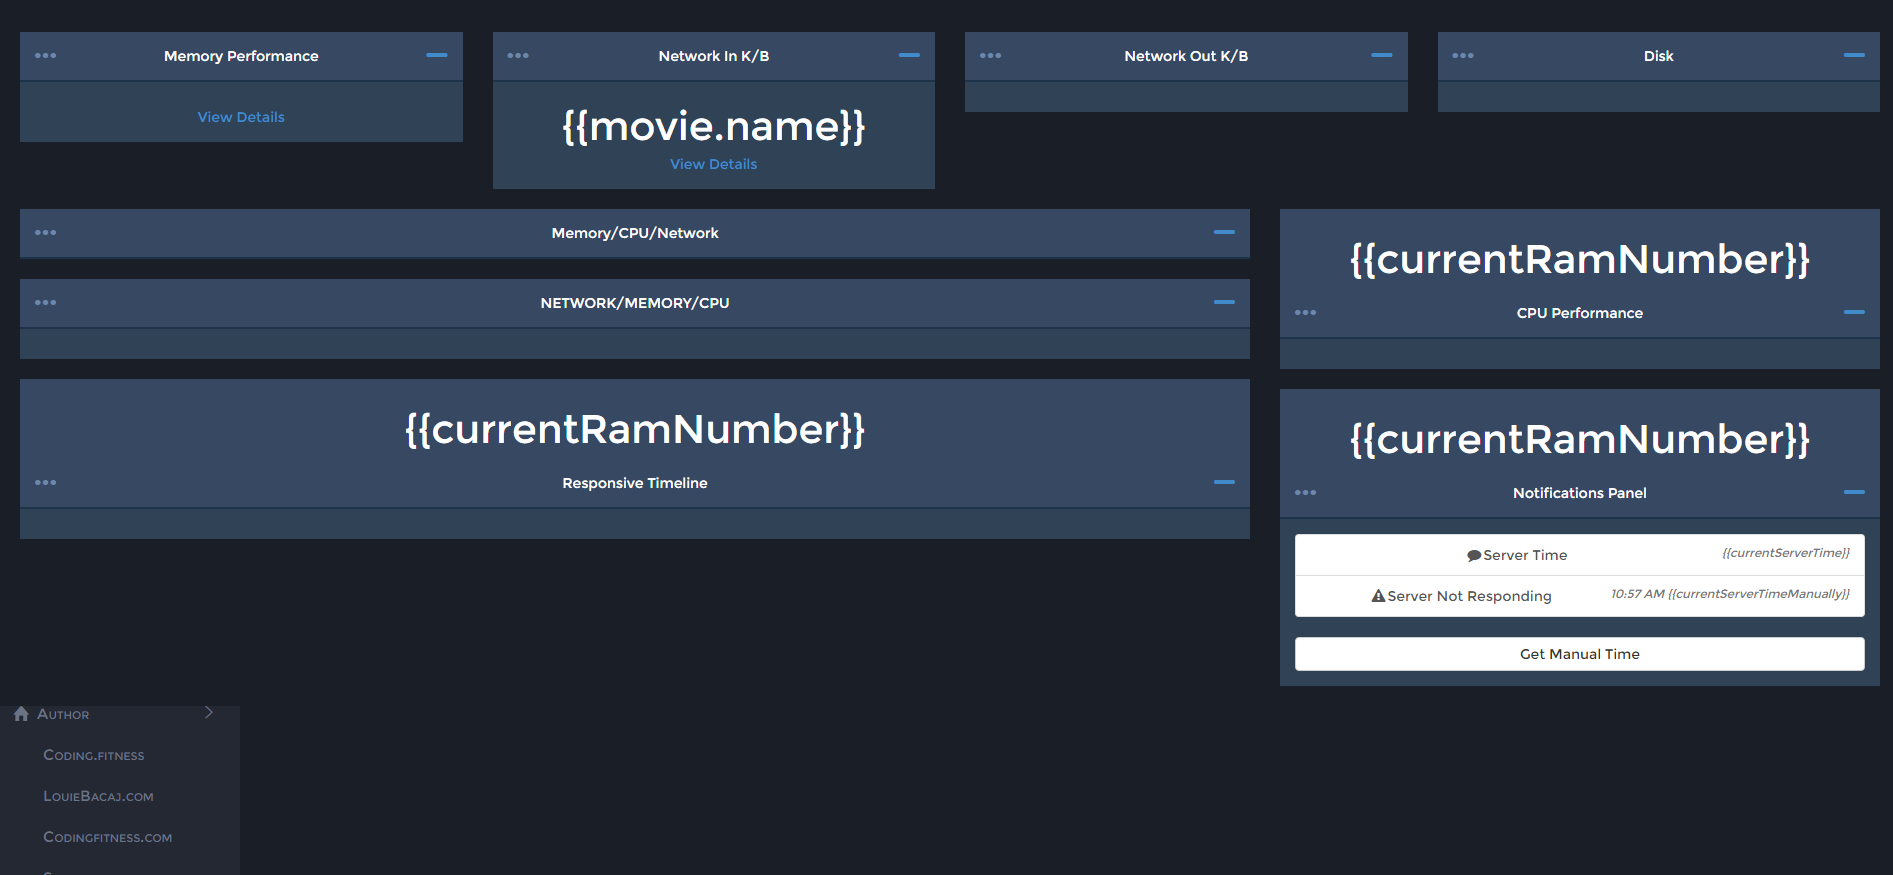 Memory Performance
View Details
Network In K/B
{{movie.name}}
View Details
Network Out K/B
Disk
Memory/CPU/Network
NETWORK/MEMORY/CPU
{{currentRamNumber}}
Responsive Timeline
{{currentRamNumber}}
CPU Performance
{{currentRamNumber}}
Notifications Panel
Server Time {{currentServerTime}}
Server Not Responding 10:57 AM {{currentServerTimeManually}}
Get Manual Time
Author
Coding.fitness
LouieBacaj.com
Codingfitness.com